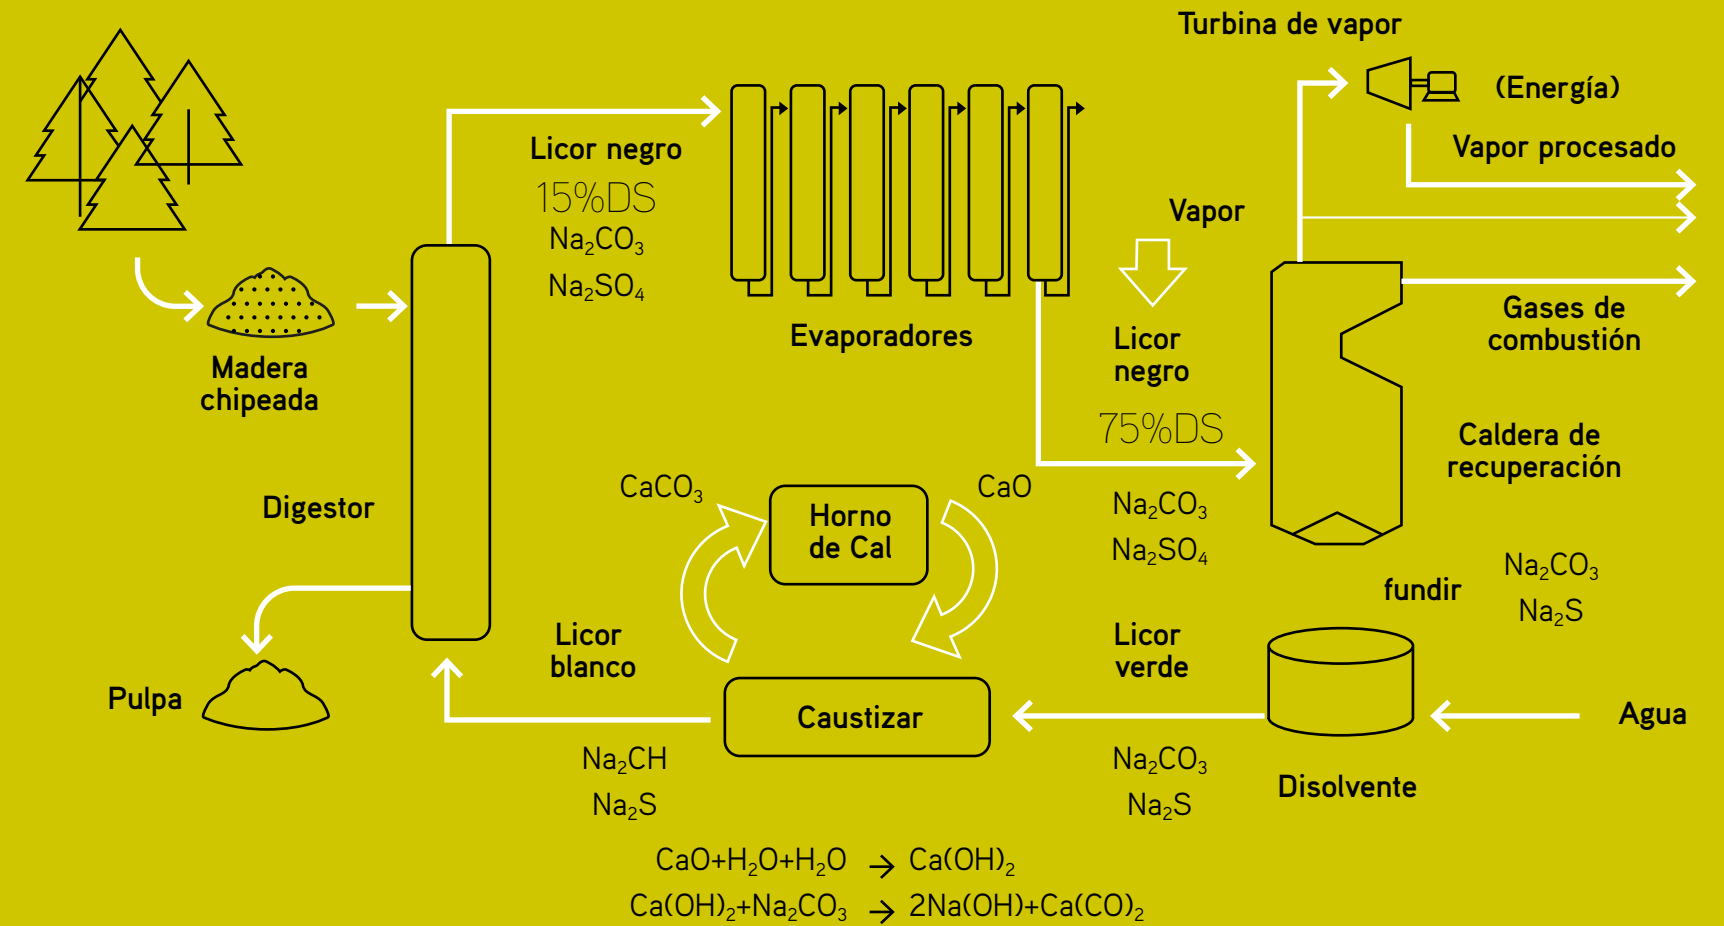 Turbina de vapor
(Energía)
Vapor procesado
Licor negro
15%DS
Na₂CO₃
Na₂SO₄
Vapor
Evaporadores
Gases de
combustión
Licor
negro
75%DS
Na₂CO₃
Na₂SO₄
Caldera de
recuperación
Madera
chipeada
Digestor
CaCO₃
Horno
de Cal
CaO
fundir
Na₂CO₃
Na₂S
Licor
blanco
Licor
verde
Pulpa
Caustizar
Agua
Na₂CH
Na₂S
Na₂CO₃
Na₂S
Disolvente
CaO+H₂O+H₂O → Ca(OH)₂
Ca(OH)₂+Na₂CO₃ → 2Na(OH)+Ca(CO)₂